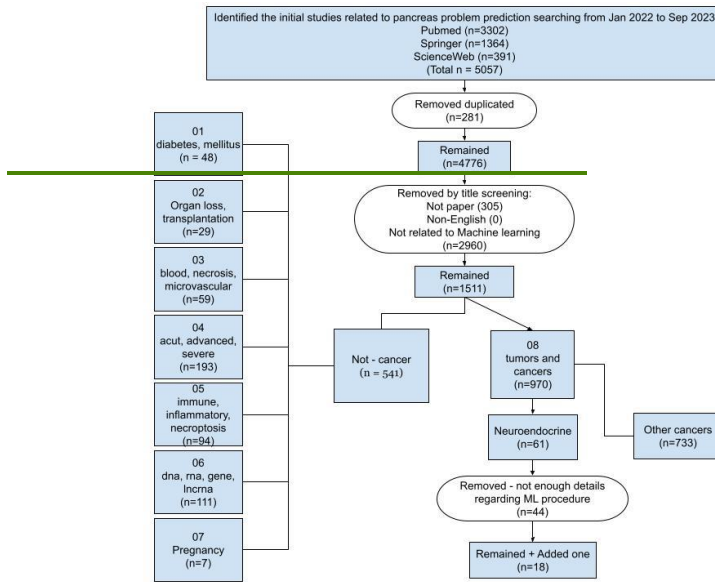 Identified the initial studies related to pancreas problem prediction searching from Jan 2022 to Sep 2023
Pubmed (n=3302)
Springer (n=1364)
ScienceWeb (n=391)
(Total n = 5057)
Removed duplicated
(n=281)
Remained
(n=4776)
Removed by title screening:
Not paper (305)
Non-English (0)
Not related to Machine learning
(n=2960)
Remained
(n=1511)
01
diabetes, mellitus
(n = 48)
02
Organ loss,
transplantation
(n=29)
03
blood, necrosis,
microvascular
(n=59)
04
acut, advanced,
severe
(n=193)
05
immune,
inflammatory,
necroptosis
(n=94)
06
dna, rna, gene,
lncrna
(n=111)
07
Pregnancy
(n=7)
Not - cancer
(n = 541)
08
tumors and
cancers
(n=970)
Neuroendocrine
(n=61)
Other cancers
(n=733)
Removed - not enough details
regarding ML procedure
(n=44)
Remained + Added one
(n=18)